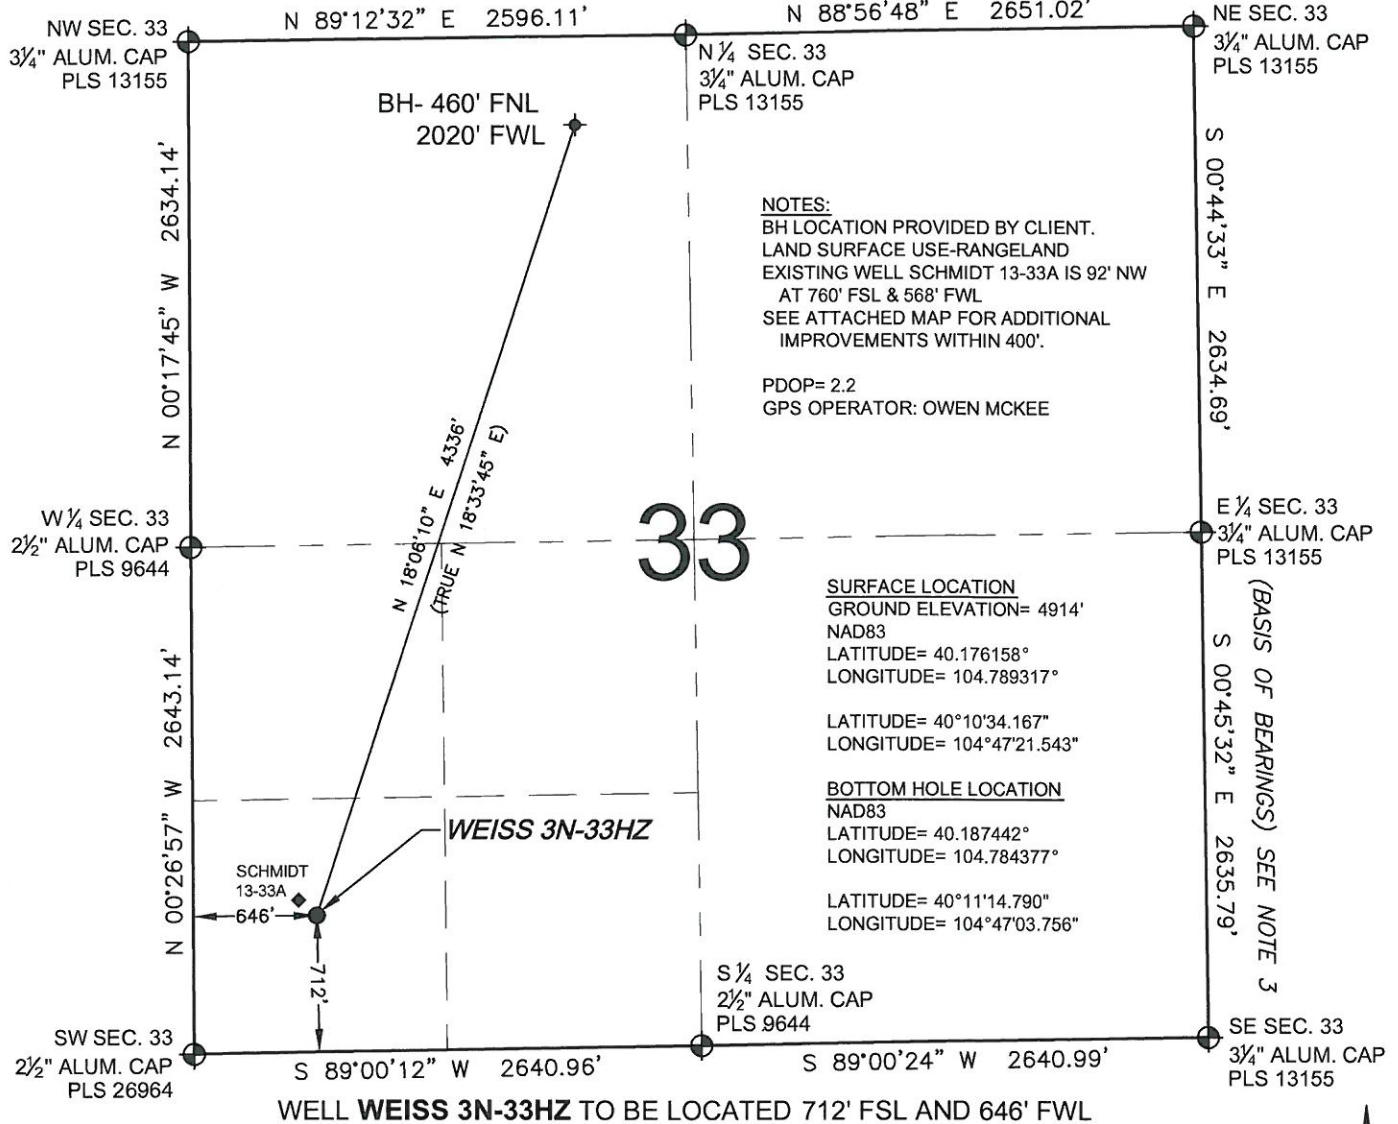 N 89°12'32" E 2596.11'
N 88°56'48" E 2651.02'
NW SEC. 33
3¼" ALUM. CAP
PLS 13155
N ¼ SEC. 33
3¼" ALUM. CAP
PLS 13155
NE SEC. 33
3¼" ALUM. CAP
PLS 13155
BH- 460' FNL
2020' FWL
N 00°17'45" W 2634.14'
S 00°44'33" E 2634.69'
NOTES:
BH LOCATION PROVIDED BY CLIENT.
LAND SURFACE USE-RANGELAND
EXISTING WELL SCHMIDT 13-33A IS 92' NW
AT 760' FSL & 568' FWL
SEE ATTACHED MAP FOR ADDITIONAL
IMPROVEMENTS WITHIN 400'.
PDOP= 2.2
GPS OPERATOR: OWEN MCKEE
N 18°06'10" E 4336'
(TRUE N 18°33'45" E)
W ¼ SEC. 33
2½" ALUM. CAP
PLS 9644
33
E ¼ SEC. 33
3¼" ALUM. CAP
PLS 13155
SURFACE LOCATION
GROUND ELEVATION= 4914'
NAD83
LATITUDE= 40.176158°
LONGITUDE= 104.789317°
LATITUDE= 40°10'34.167"
LONGITUDE= 104°47'21.543"
BOTTOM HOLE LOCATION
NAD83
LATITUDE= 40.187442°
LONGITUDE= 104.784377°
LATITUDE= 40°11'14.790"
LONGITUDE= 104°47'03.756"
N 00°26'57" W 2643.14'
S 00°45'32" E 2635.79'
(BASIS OF BEARINGS) SEE NOTE 3
WEISS 3N-33HZ
SCHMIDT
13-33A
646'
712'
S ¼ SEC. 33
2½" ALUM. CAP
PLS 9644
SW SEC. 33
2½" ALUM. CAP
PLS 26964
SE SEC. 33
3¼" ALUM. CAP
PLS 13155
S 89°00'12" W 2640.96'
S 89°00'24" W 2640.99'
WELL WEISS 3N-33HZ TO BE LOCATED 712' FSL AND 646' FWL